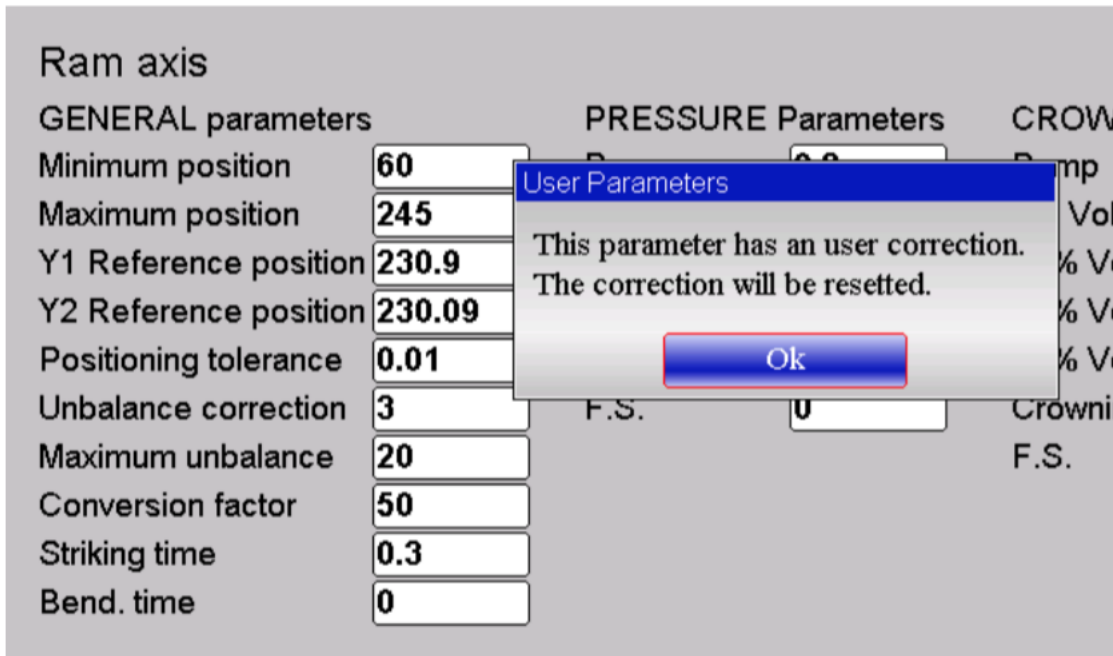 Ram axis
GENERAL parameters
Minimum position 60
Maximum position 245
Y1 Reference position 230.9
Y2 Reference position 230.09
Positioning tolerance 0.01
Unbalance correction 3
Maximum unbalance 20
Conversion factor 50
Striking time 0.3
Bend. time 0
PRESSURE Parameters
F.S. 0
User Parameters
This parameter has an user correction.
The correction will be resetted.
Ok
CROW
Vol
% V
% V
% V
Crowni
F.S.